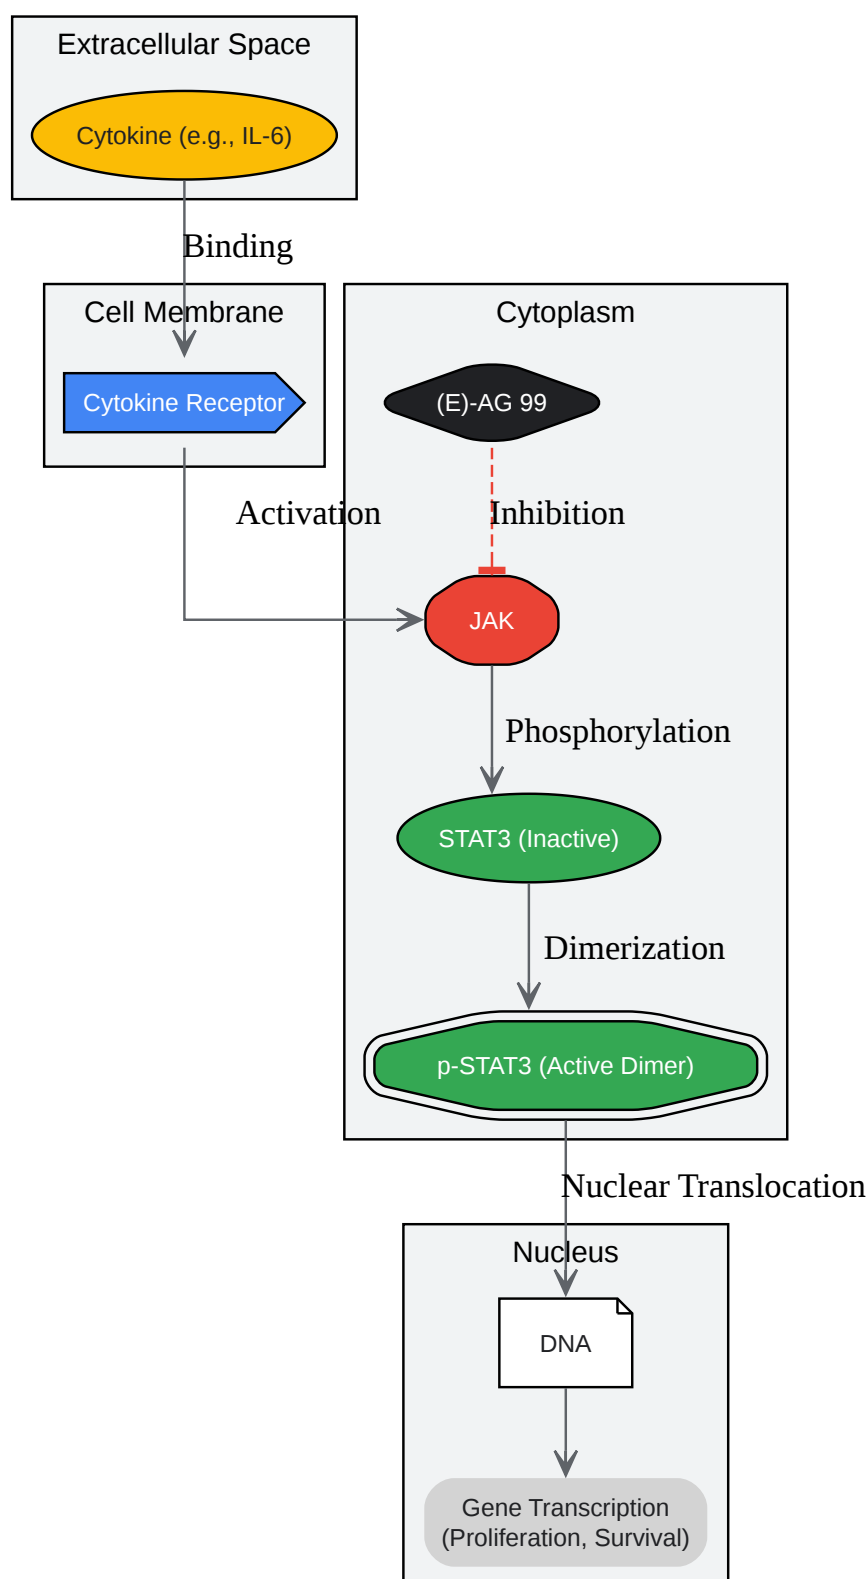 Extracellular Space
Cytokine (e.g., IL-6)
Binding
Cell Membrane
Cytokine Receptor
Cytoplasm
(E)-AG 99
Activation
Inhibition
JAK
Phosphorylation
STAT3 (Inactive)
Dimerization
p-STAT3 (Active Dimer)
Nuclear Translocation
Nucleus
DNA
Gene Transcription
(Proliferation, Survival)